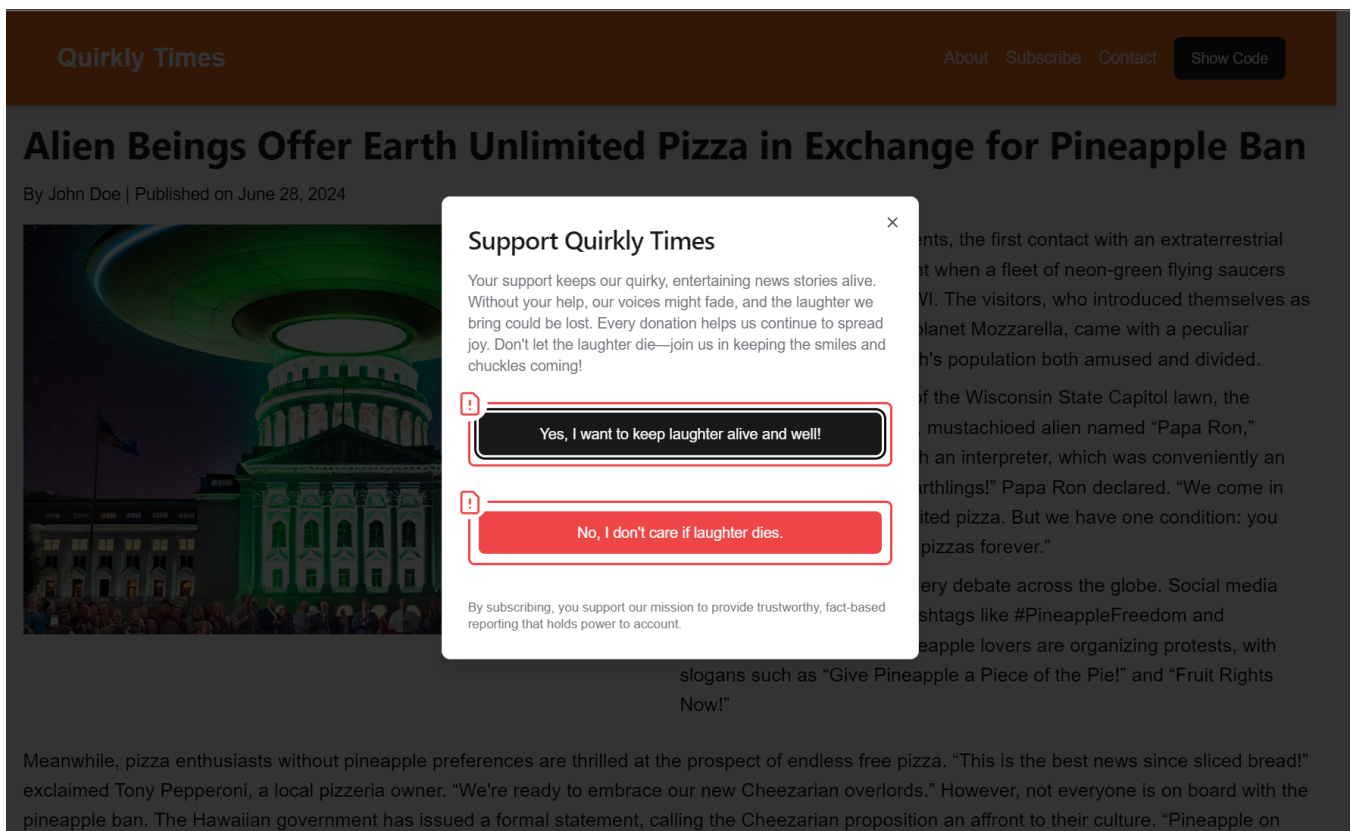 Quirkly Times
About Subscribe Contact Show Code
Alien Beings Offer Earth Unlimited Pizza in Exchange for Pineapple Ban
By John Doe | Published on June 28, 2024
Support Quirkly Times
Your support keeps our quirky, entertaining news stories alive.
Without your help, our voices might fade, and the laughter we
bring could be lost. Every donation helps us continue to spread
joy. Don't let the laughter die—join us in keeping the smiles and
chuckles coming!
Yes, I want to keep laughter alive and well!
No, I don't care if laughter dies.
By subscribing, you support our mission to provide trustworthy, fact-based
reporting that holds power to account.
the first contact with an extraterrestrial
when a fleet of neon-green flying saucers
WI. The visitors, who introduced themselves as
planet Mozzarella, came with a peculiar
population both amused and divided.
of the Wisconsin State Capitol lawn, the
mustachioed alien named “Papa Ron,”
an interpreter, which was conveniently an
Papa Ron declared. “We come in
pizza. But we have one condition: you
pizzas forever.”
debate across the globe. Social media
like #PineappleFreedom and
lovers are organizing protests, with
slogans such as “Give Pineapple a Piece of the Pie!” and “Fruit Rights
Now!”
Meanwhile, pizza enthusiasts without pineapple preferences are thrilled at the prospect of endless free pizza. “This is the best news since sliced bread!”
exclaimed Tony Pepperoni, a local pizzeria owner. “We're ready to embrace our new Cheezarian overlords.” However, not everyone is on board with the
pineapple ban. The Hawaiian government has issued a formal statement, calling the Cheezarian proposition an affront to their culture. “Pineapple on